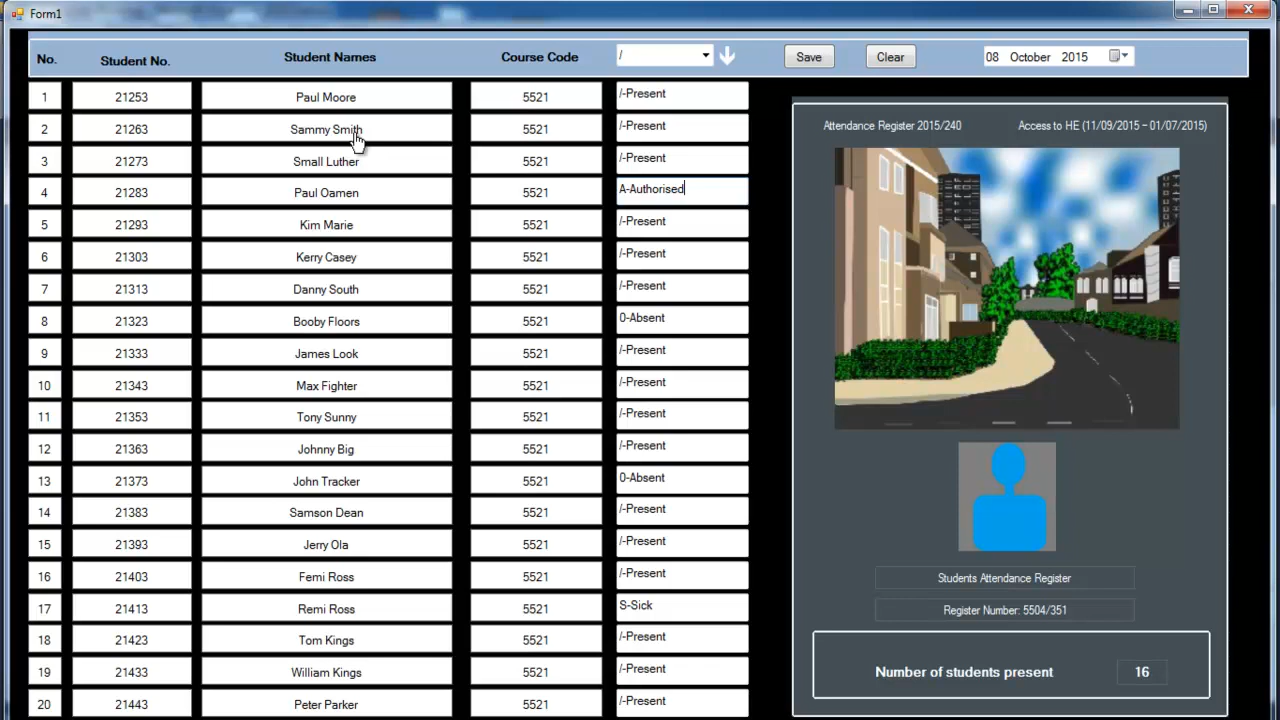 Form1
No. Student No. Student Names Course Code / Save Clear 08 October 2015
1 21253 Paul Moore 5521 /-Present
2 21263 Sammy Smith 5521 /-Present
3 21273 Small Luther 5521 /-Present
4 21283 Paul Oamen 5521 A-Authorised
5 21293 Kim Marie 5521 /-Present
6 21303 Kerry Casey 5521 /-Present
7 21313 Danny South 5521 /-Present
8 21323 Booby Floors 5521 0-Absent
9 21333 James Look 5521 /-Present
10 21343 Max Fighter 5521 /-Present
11 21353 Tony Sunny 5521 /-Present
12 21363 Johnny Big 5521 /-Present
13 21373 John Tracker 5521 0-Absent
14 21383 Samson Dean 5521 /-Present
15 21393 Jerry Ola 5521 /-Present
16 21403 Femi Ross 5521 /-Present
17 21413 Remi Ross 5521 S-Sick
18 21423 Tom Kings 5521 /-Present
19 21433 William Kings 5521 /-Present
20 21443 Peter Parker 5521 /-Present
Attendance Register 2015/240 Access to HE (11/09/2015 - 01/07/2015)
Students Attendance Register
Register Number: 5504/351
Number of students present 16